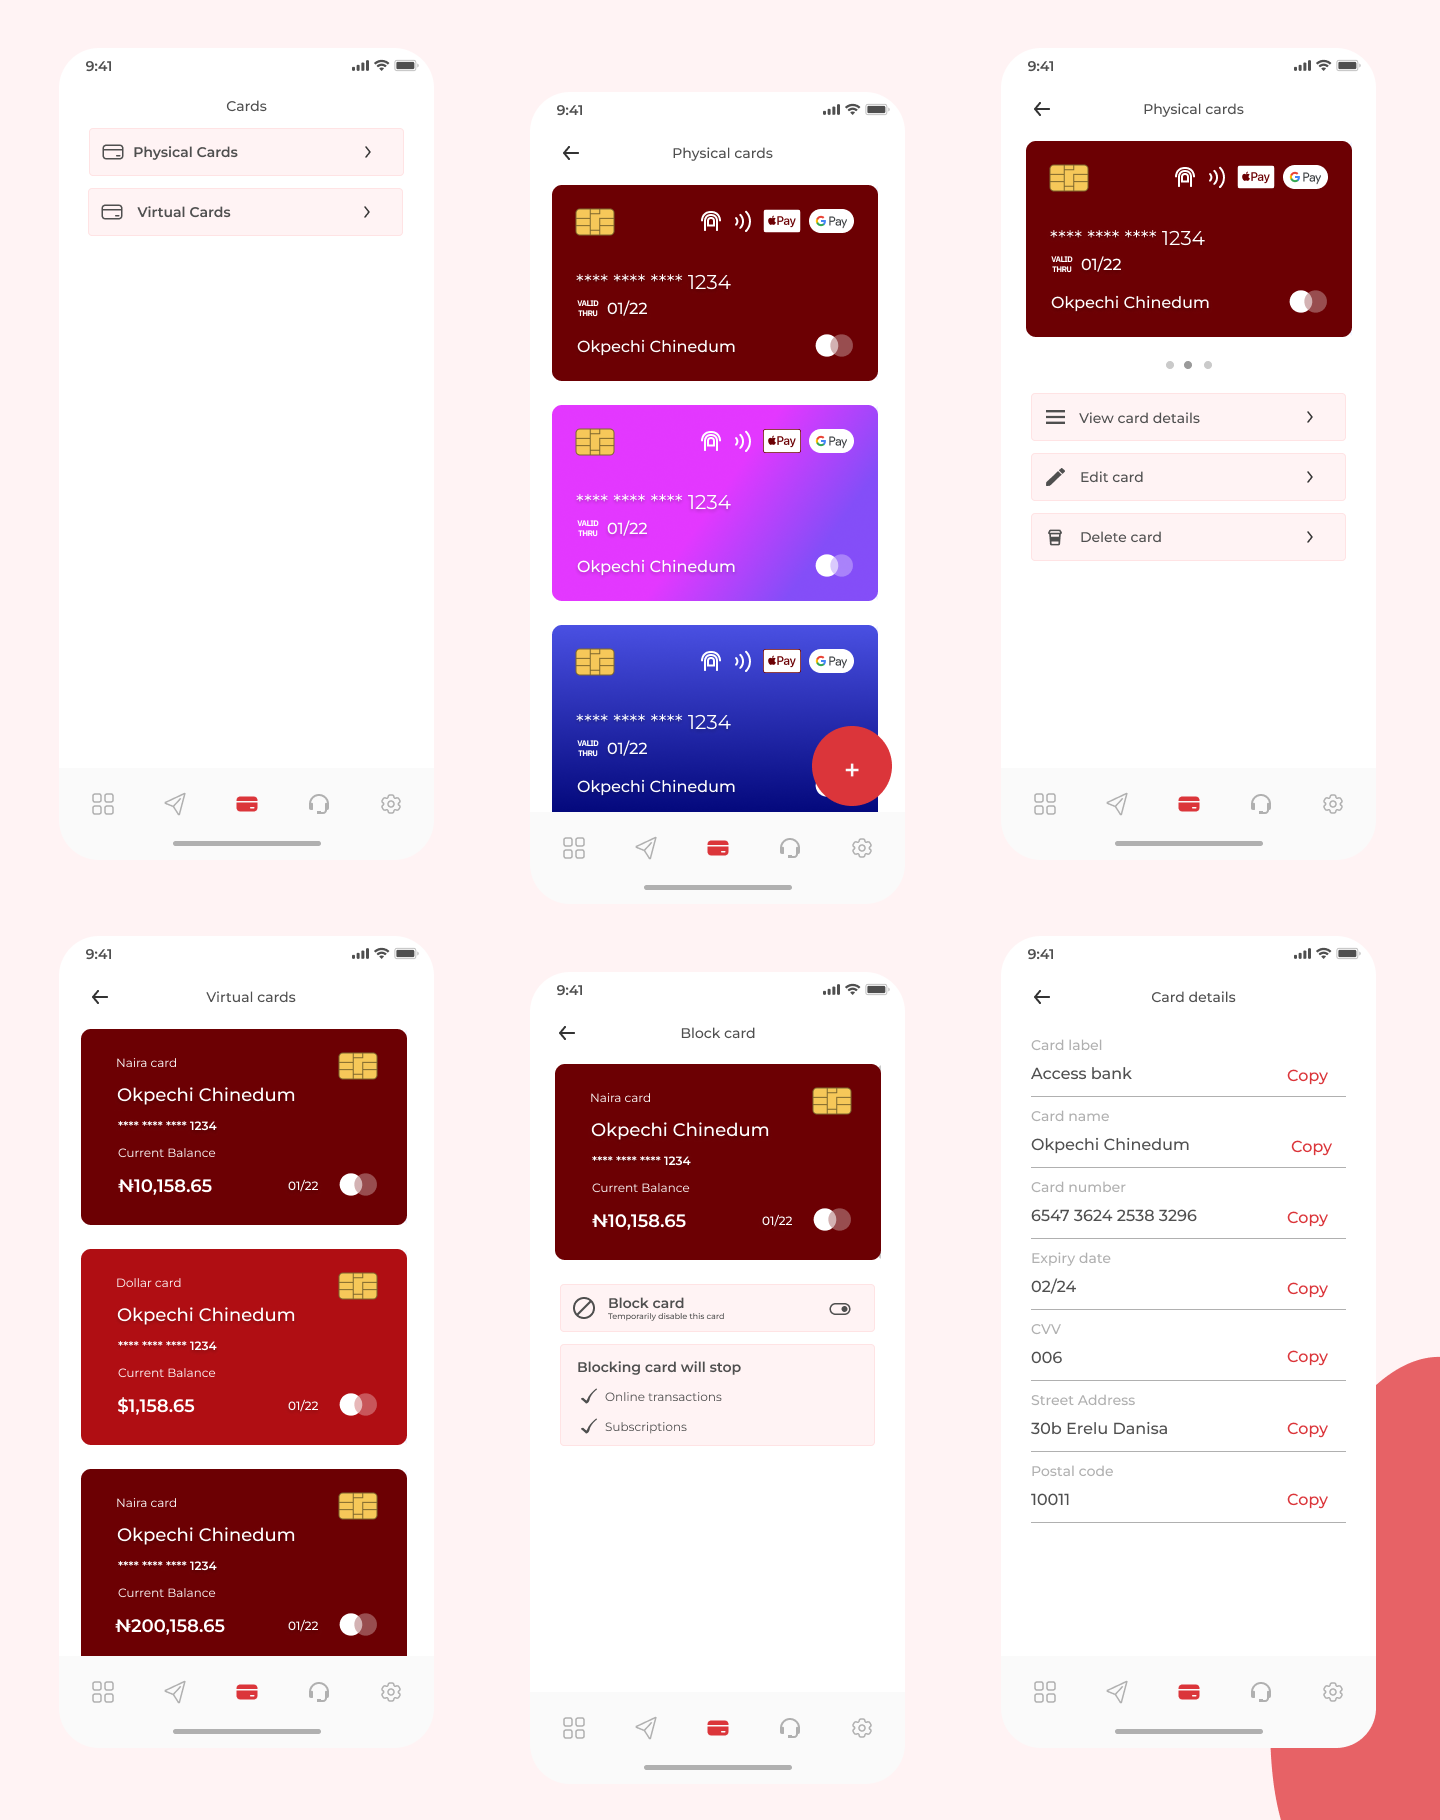 9:41
Cards
Physical Cards
Virtual Cards
9:41
Physical cards
Pay
G Pay
**** **** **** 1234
VALID
THRU 01/22
Okpechi Chinedum
Pay
G Pay
**** **** **** 1234
VALID
THRU 01/22
Okpechi Chinedum
Pay
G Pay
**** **** **** 1234
VALID
THRU 01/22
Okpechi Chinedum
+
9:41
Physical cards
Pay
G Pay
**** **** **** 1234
VALID
THRU 01/22
Okpechi Chinedum
View card details
Edit card
Delete card
9:41
Virtual cards
Naira card
Okpechi Chinedum
**** **** **** 1234
Current Balance
₦10,158.65 01/22
Dollar card
Okpechi Chinedum
**** **** **** 1234
Current Balance
$1,158.65 01/22
Naira card
Okpechi Chinedum
**** **** **** 1234
Current Balance
₦200,158.65 01/22
9:41
Block card
Naira card
Okpechi Chinedum
**** **** **** 1234
Current Balance
₦10,158.65 01/22
Block card
Temporarily disable this card
Blocking card will stop
Online transactions
Subscriptions
9:41
Card details
Card label
Access bank Copy
Card name
Okpechi Chinedum Copy
Card number
6547 3624 2538 3296 Copy
Expiry date
02/24 Copy
CVV
006 Copy
Street Address
30b Erelu Danisa Copy
Postal code
10011 Copy